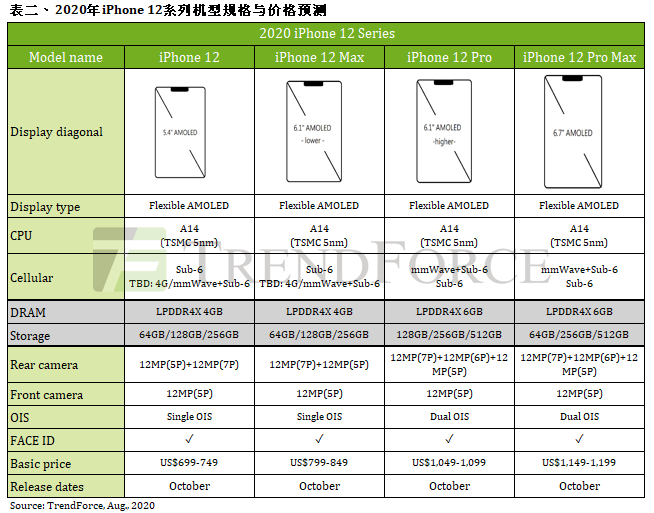 表二、 2020年iPhone 12系列机型规格与价格预测
2020 iPhone 12 Series
Model name iPhone 12 iPhone 12 Max iPhone 12 Pro iPhone 12 Pro Max
Display diagonal
5.4" AMOLED
6.1" AMOLED
- lower -
6.1" AMOLED
-higher-
6.7" AMOLED
Display type Flexible AMOLED Flexible AMOLED Flexible AMOLED Flexible AMOLED
CPU
A14 A14 A14 A14
(TSMC 5nm) (TSMC 5nm) (TSMC 5nm) (TSMC 5nm)
TRENDFORCE
Cellular
Sub-6 Sub-6 mmWave+Sub-6 mmWave+Sub-6
TBD: 4G/mmWave+Sub-6 TBD: 4G/mmWave+Sub-6 Sub-6 Sub-6
DRAM LPDDR4X 4GB LPDDR4X 4GB LPDDR4X 6GB LPDDR4X 6GB
Storage 64GB/128GB/256GB 64GB/128GB/256GB 128GB/256GB/512GB 64GB/256GB/512GB
Rear camera 12MP(5P)+12MP(7P) 12MP(7P)+12MP(5P)
12MP(7P)+12MP(6P)+12
MP(5P)
12MP(7P)+12MP(6P)+12
MP(5P)
Front camera 12MP(5P) 12MP(5P) 12MP(5P) 12MP(5P)
OIS Single OIS Single OIS Dual OIS Dual OIS
FACE ID ✓ ✓ ✓ ✓
Basic price US$699-749 US$799-849 US$1,049-1,099 US$1,149-1,199
Release dates October October October October
Source: TrendForce, Aug., 2020